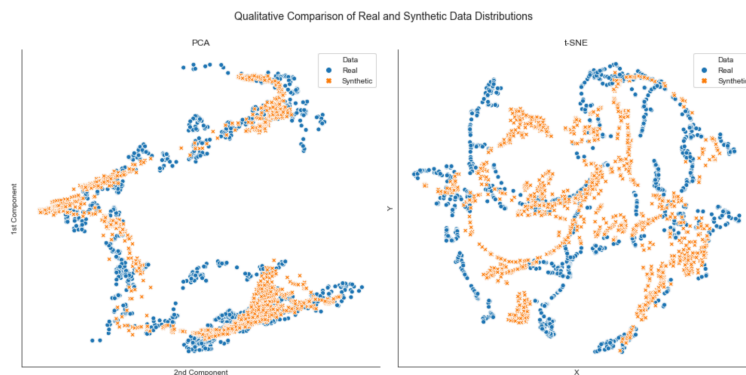 Qualitative Comparison of Real and Synthetic Data Distributions
PCA
Data
Real
Synthetic
1st Component
2nd Component
t-SNE
Data
Real
Synthetic
Y
X